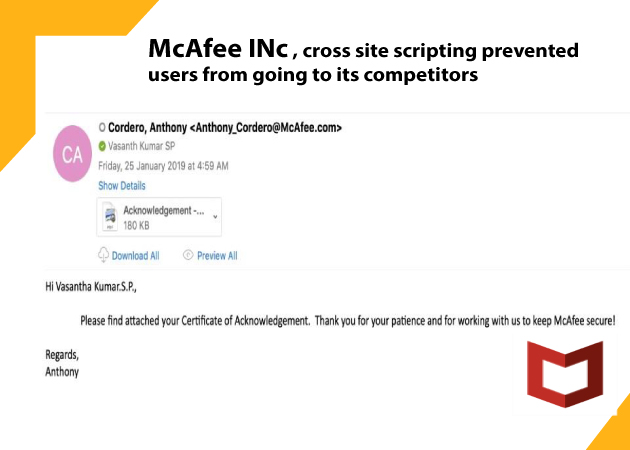 McAfee INc , cross site scripting prevented
users from going to its competitors
Cordero, Anthony <Anthony_Cordero@McAfee.com>
CA
Vasanth Kumar SP
Friday, 25 January 2019 at 4:59 AM
Show Details
Acknowledgement -...
PDF
180 KB
Download All Preview All
Hi Vasantha Kumar.S.P.,
Please find attached your Certificate of Acknowledgement. Thank you for your patience and for working with us to keep McAfee secure!
Regards,
Anthony